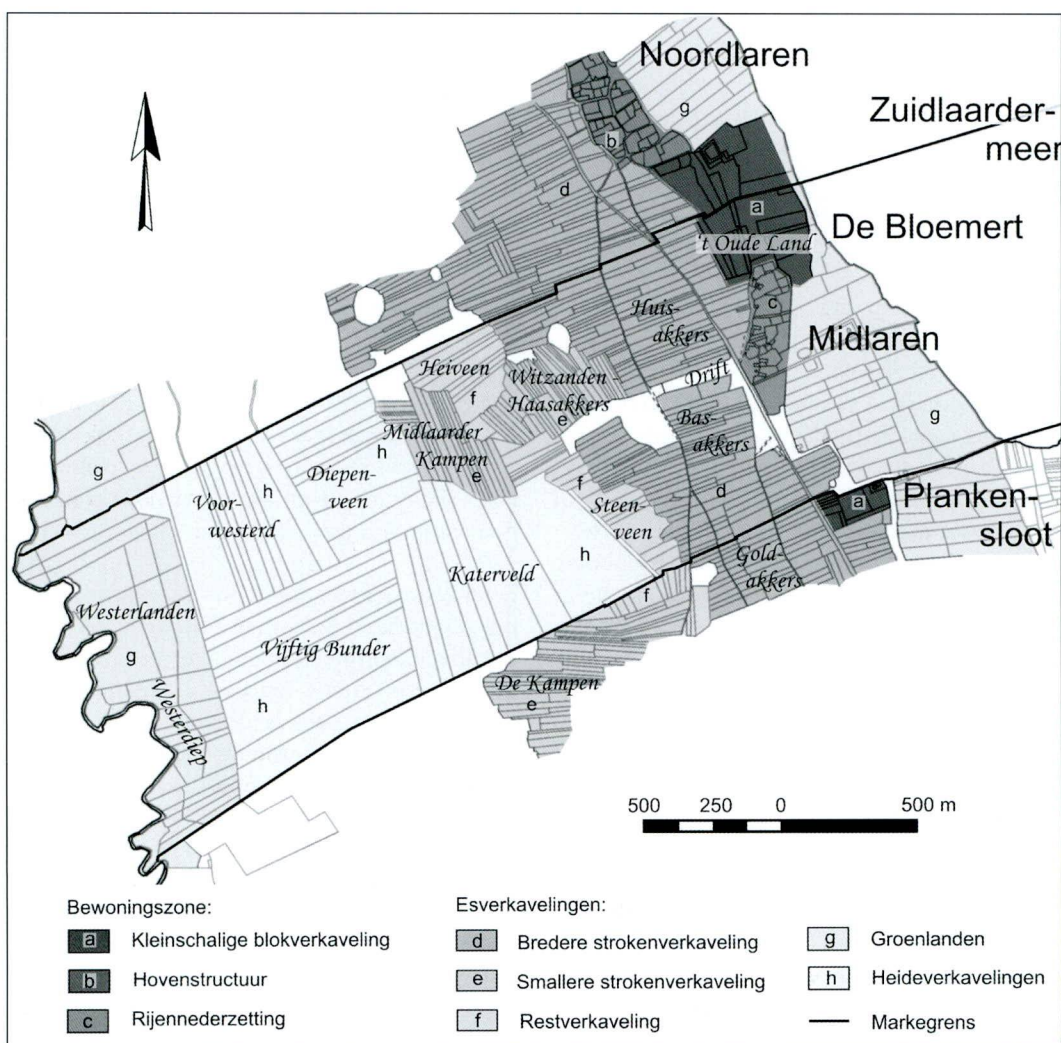 Noordlaren
g
Zuidlaarder-
meer
b
d
a
De Bloemert
't Oude Land
c
Huis-
akkers
Midlaren
Heiveen
f
Witzanden
Haasakkers
e
Drift
Midlaarder
Kampen
e
Bas-
akkers
g
g
h
h
Diepen-
veen
Voor-
westerd
f
Steen-
veen
d
a
Planken-
sloot
h
Katerveld
Gold-
akkers
f
Westerlanden
g
Vijftig Bunder
h
Westerdiep
De Kampen
e
500 250 0 500 m
Bewoningszone:
a Kleinschalige blokverkaveling
b Hovenstructuur
c Rijennederzetting
Esverkavelingen:
d Bredere strokenverkaveling
e Smallere strokenverkaveling
f Restverkaveling
g Groenlanden
h Heideverkavelingen
Markegrens